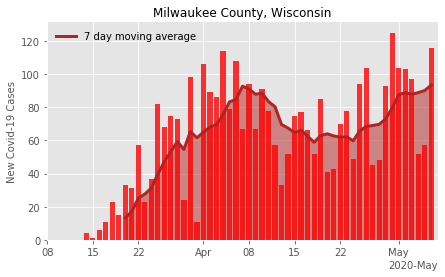 Milwaukee County, Wisconsin
7 day moving average
New Covid-19 Cases
120
100
80
60
40
20
0
08 15 22 Apr 08 15 22 May
2020-May